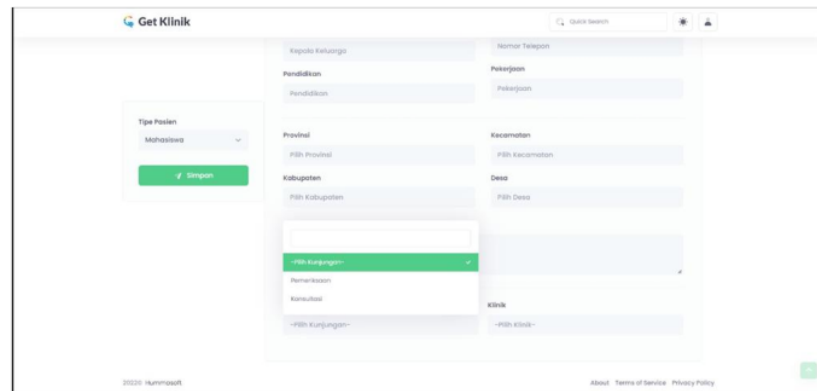 Get Klinik
Quick Search
Kepala Keluarga
Nomor Telepon
Pendidikan
Pekerjaan
Pendidikan
Pekerjaan
Tipe Pasien
Mahasiswa
Simpan
Provinsi
Kecamatan
Pilih Provinsi
Pilih Kecamatan
Kabupaten
Desa
Pilih Kabupaten
Pilih Desa
-Pilih Kunjungan-
Pemeriksaan
Konsultasi
Klinik
-Pilih Kunjungan-
-Pilih Klinik-
Hummasoft
About Terms of Service Privacy Policy